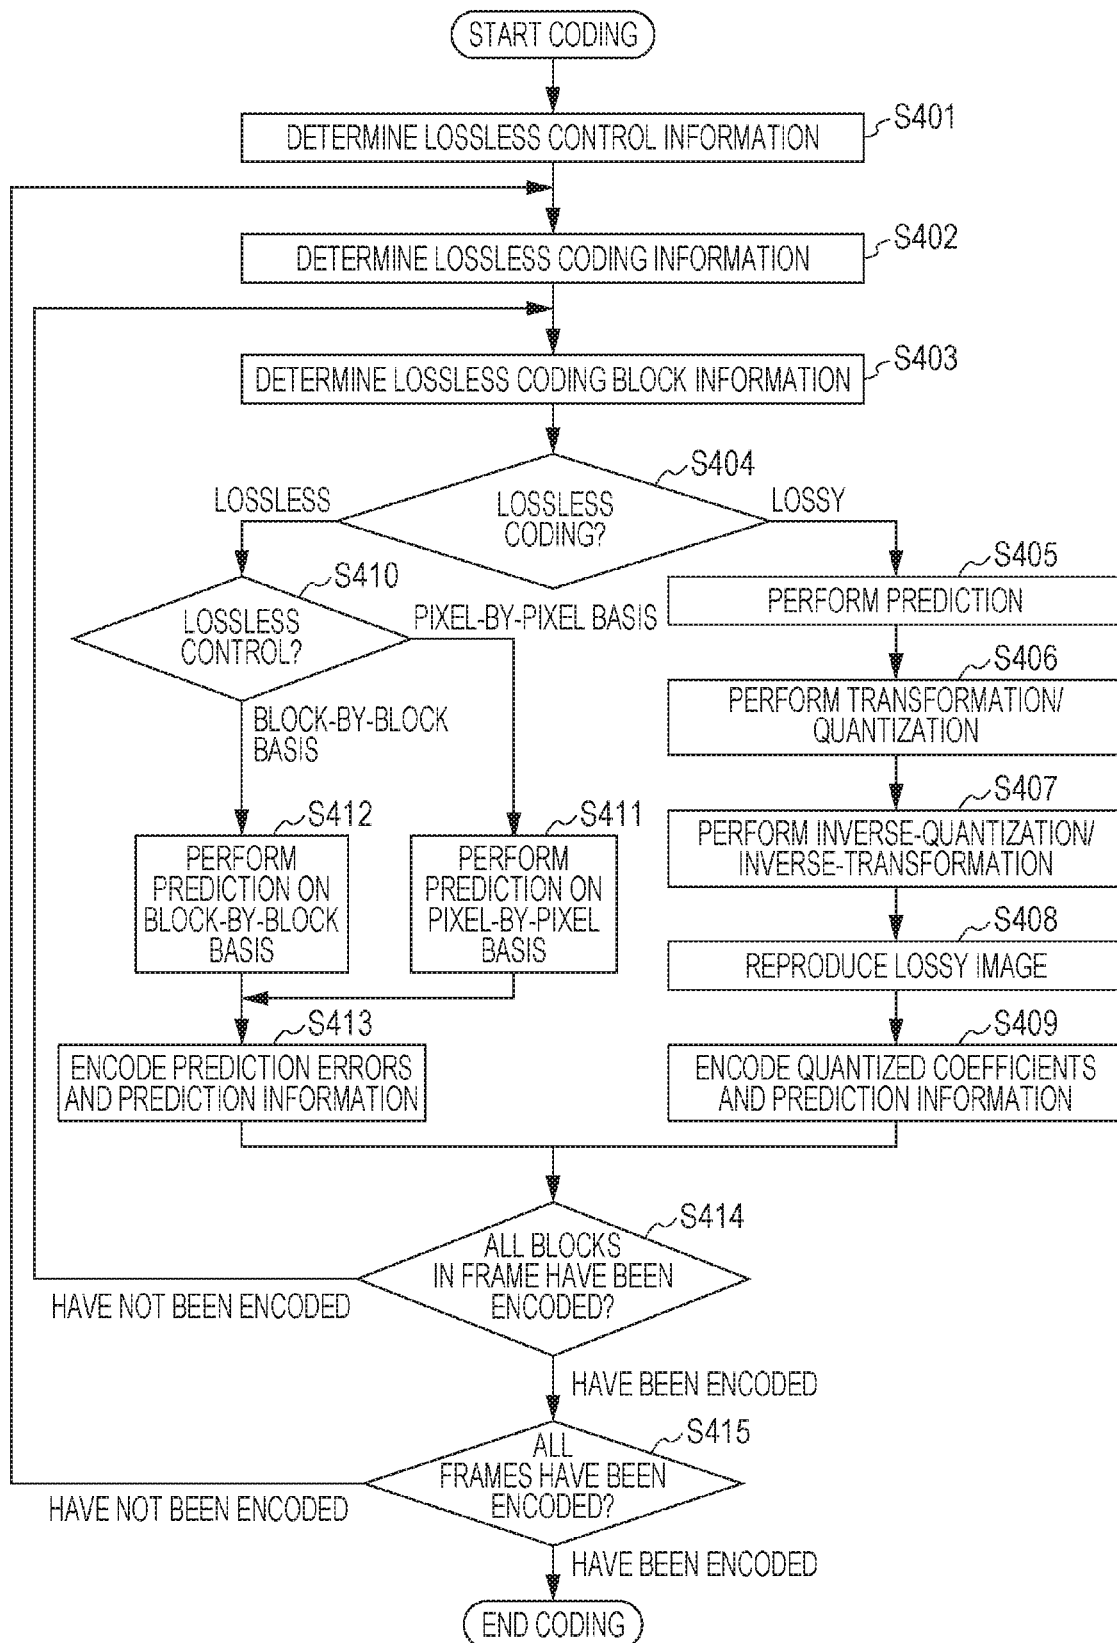 START CODING
S401
DETERMINE LOSSLESS CONTROL INFORMATION
S402
DETERMINE LOSSLESS CODING INFORMATION
S403
DETERMINE LOSSLESS CODING BLOCK INFORMATION
S404
LOSSLESS
LOSSLESS
CODING?
LOSSY
S410
LOSSLESS
CONTROL?
PIXEL-BY-PIXEL BASIS
BLOCK-BY-BLOCK
BASIS
S405
PERFORM PREDICTION
S406
PERFORM TRANSFORMATION/
QUANTIZATION
S407
PERFORM INVERSE-QUANTIZATION/
INVERSE-TRANSFORMATION
S412
PERFORM
PREDICTION ON
BLOCK-BY-BLOCK
BASIS
S411
PERFORM
PREDICTION ON
PIXEL-BY-PIXEL
BASIS
S408
REPRODUCE LOSSY IMAGE
S413
ENCODE PREDICTION ERRORS
AND PREDICTION INFORMATION
S409
ENCODE QUANTIZED COEFFICIENTS
AND PREDICTION INFORMATION
S414
ALL BLOCKS
IN FRAME HAVE BEEN
ENCODED?
HAVE NOT BEEN ENCODED
HAVE BEEN ENCODED
S415
ALL
FRAMES HAVE BEEN
ENCODED?
HAVE NOT BEEN ENCODED
HAVE BEEN ENCODED
END CODING